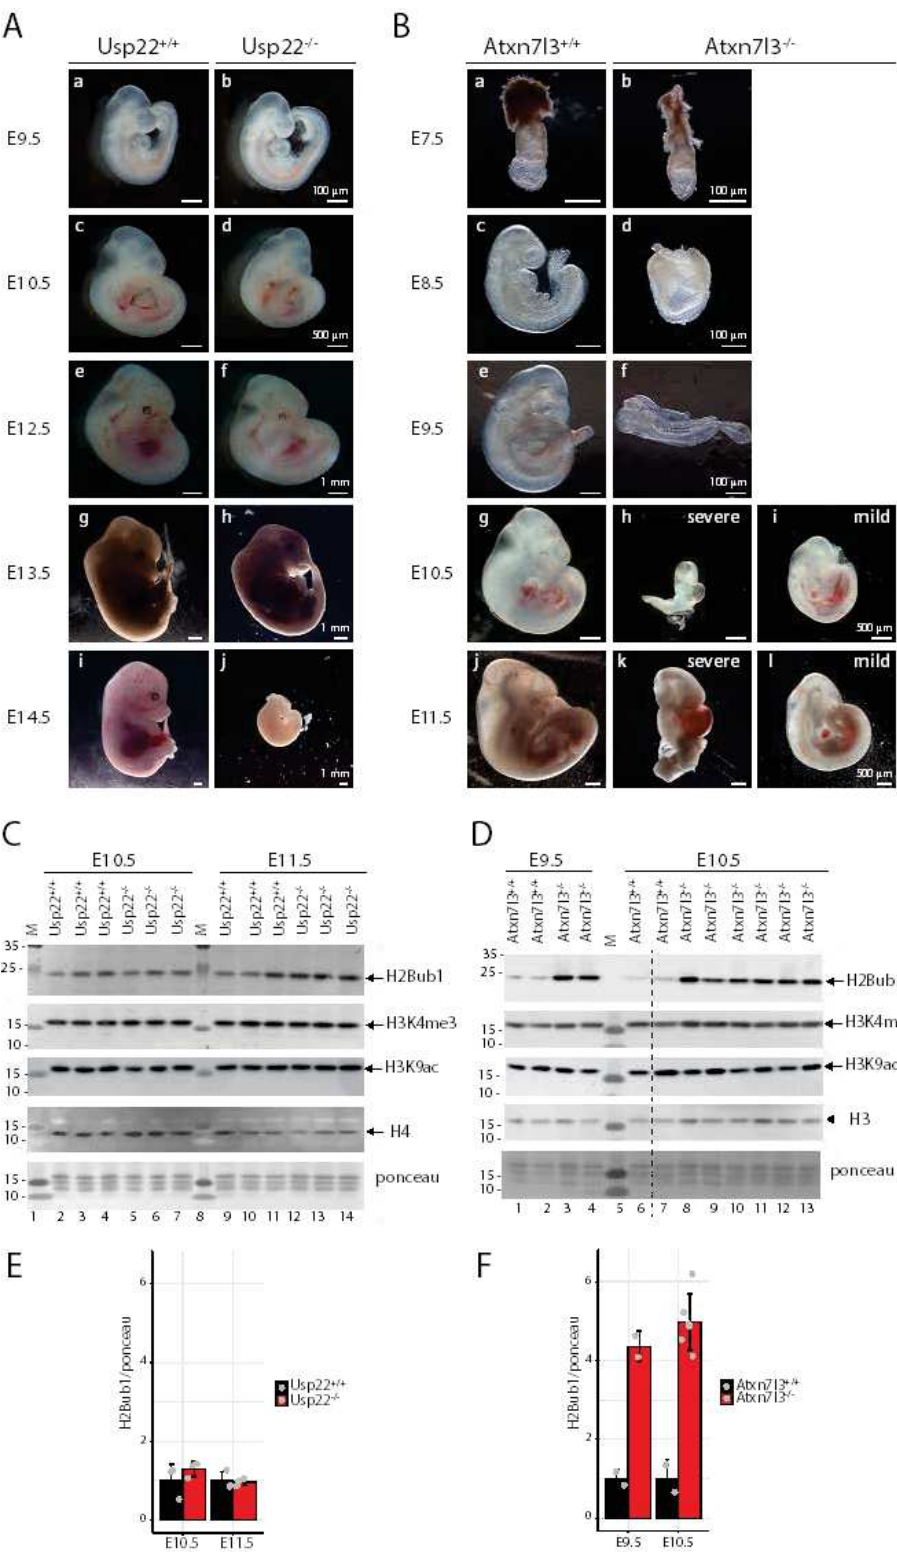 A
Usp22+/+ Usp22-/-
E9.5
a b
100 μm
E10.5
c d
500 μm
E12.5
e f
1 mm
E13.5
g h
1 mm
E14.5
i j
1 mm
B
Atxn7l3+/+ Atxn7l3-/-
E7.5
a b
100 μm
E8.5
c d
100 μm
E9.5
e f
100 μm
E10.5
g h severe i mild
500 μm
E11.5
j k severe l mild
500 μm
C
E10.5 E11.5
M Usp22+/+ Usp22+/+ Usp22+/+ Usp22-/- Usp22-/- Usp22-/- M Usp22+/+ Usp22+/+ Usp22+/+ Usp22-/- Usp22-/- Usp22-/-
35-
25-
H2Bub1
15-
10-
H3K4me3
15-
10-
H3K9ac
15-
10-
H4
15-
10-
ponceau
1 2 3 4 5 6 7 8 9 10 11 12 13 14
D
E9.5 E10.5
Atxn7l3+/+ Atxn7l3+/+ Atxn7l3-/- Atxn7l3-/- M Atxn7l3+/+ Atxn7l3+/+ Atxn7l3-/- Atxn7l3-/- Atxn7l3-/- Atxn7l3-/- Atxn7l3-/- Atxn7l3-/-
35-
25-
H2Bub
15-
10-
H3K4m
15-
10-
H3K9ac
15-
10-
H3
15-
10-
ponceau
1 2 3 4 5 6 7 8 9 10 11 12 13
E
H2Bub1/ponceau
6
4
2
0
E10.5 E11.5
Usp22+/+
Usp22-/-
F
H2Bub1/ponceau
6
4
2
0
E9.5 E10.5
Atxn7l3+/+
Atxn7l3-/-